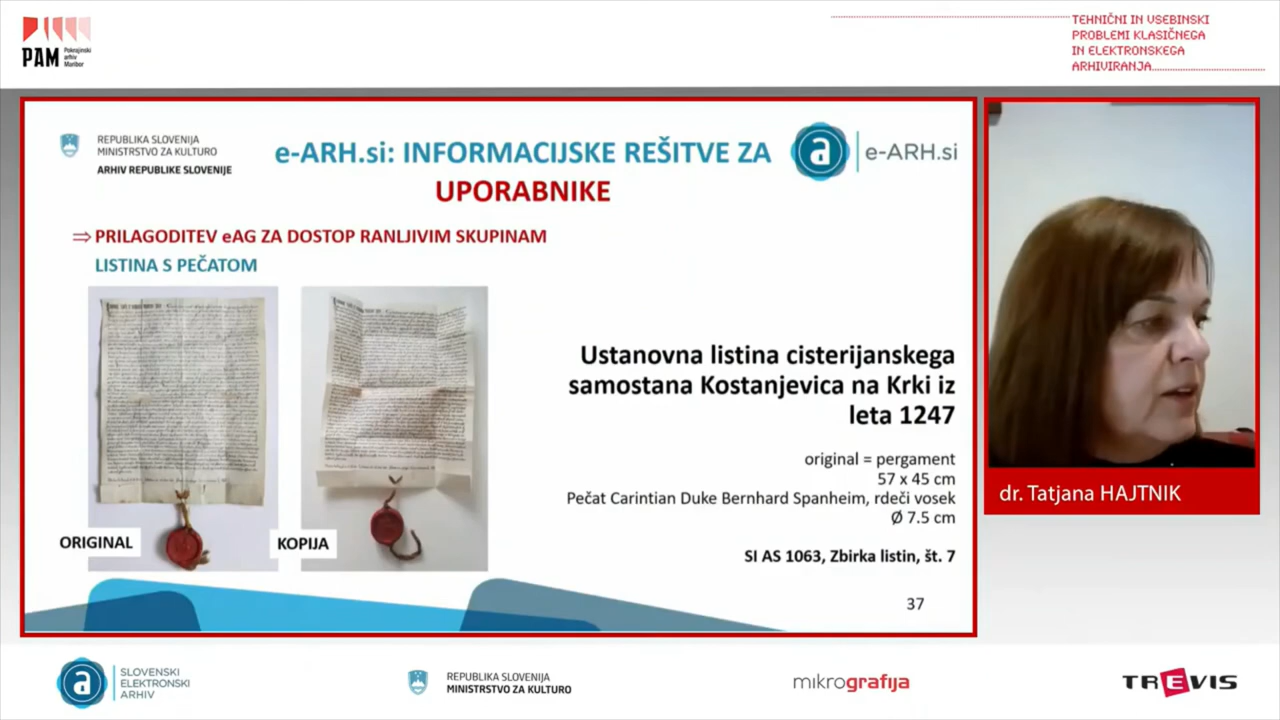 PAM
Pokrajinski
arhiv
Maribor
TEHNIČNI IN VSEBINSKI
PROBLEMI KLASIČNEGA
IN ELEKTRONSKEGA
ARHIVIRANJA
REPUBLIKA SLOVENIJA
MINISTRSTVO ZA KULTURO
ARHIV REPUBLIKE SLOVENIJE
e-ARH.si: INFORMACIJSKE REŠITVE ZA
UPORABNIKE
a e-ARH.si
⇒ PRILAGODITEV eAG ZA DOSTOP RANLJIVIM SKUPINAM
LISTINA S PEČATOM
ORIGINAL
KOPIJA
Ustanovna listina cisterijanskega
samostana Kostanjevica na Krki iz
leta 1247
original = pergament
57 x 45 cm
Pečat Carintian Duke Bernhard Spanheim, rdeči vosek
Ø 7.5 cm
SI AS 1063, Zbirka listin, št. 7
37
dr. Tatjana HAJTNIK
a SLOVENSKI
ELEKTRONSKI
ARHIV
REPUBLIKA SLOVENIJA
MINISTRSTVO ZA KULTURO
mikrografija
TREVIS